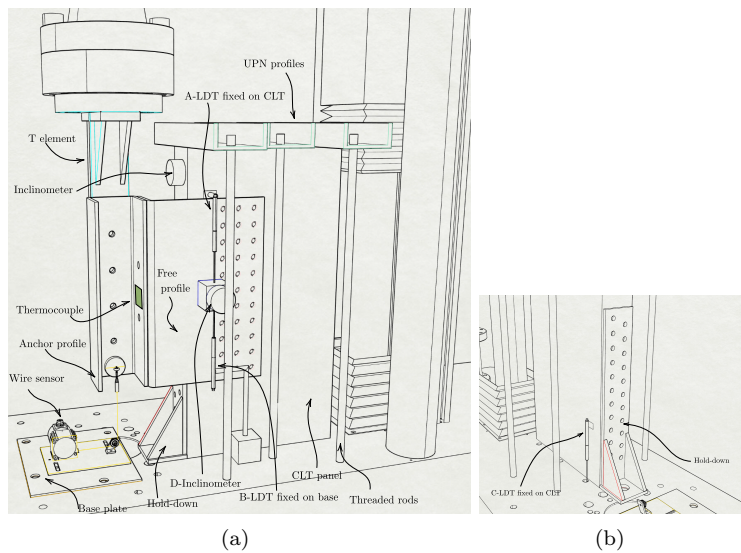 UPN profiles
A-LDT fixed on CLT
T element
Inclinometer
Free
profile
Thermocouple
Anchor profile
Wire sensor
D-Inclinometer
CLT panel
B-LDT fixed on base
Threaded rods
Hold-down
Base plate
Hold-down
C-LDT fixed on CLT
(a)
(b)